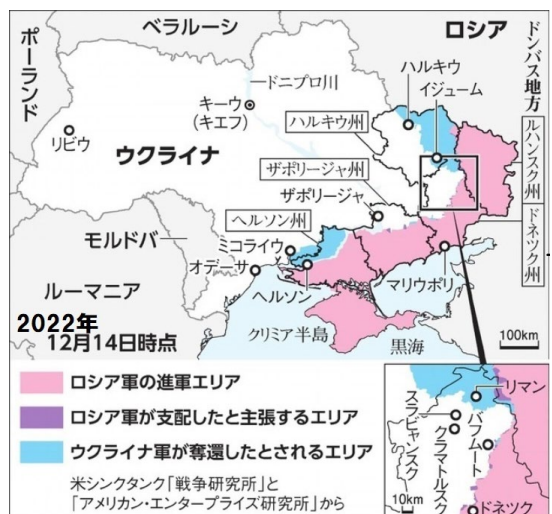 ベラルーシ
ロシア
ポーランド
ドンバス地方
ドニプロ川
ハルキウ
イジューム
キーウ
(キエフ)
ハルキウ州
リビウ
ウクライナ
ルハンスク州
ザポリージャ州
ザポリージャ
ドネツク州
ヘルソン州
モルドバ
ミコライウ
オデーサ
マリウポリ
ルーマニア
ヘルソン
2022年
12月14日時点
クリミア半島
黒海
100km
ロシア軍の進軍エリア
ロシア軍が支配したと主張するエリア
ウクライナ軍が奪還したとされるエリア
米シンクタンク「戦争研究所」と
「アメリカン・エンタープライズ研究所」から
リマン
スラビャンスク
バフムート
クラマトルスク
10km
ドネツク